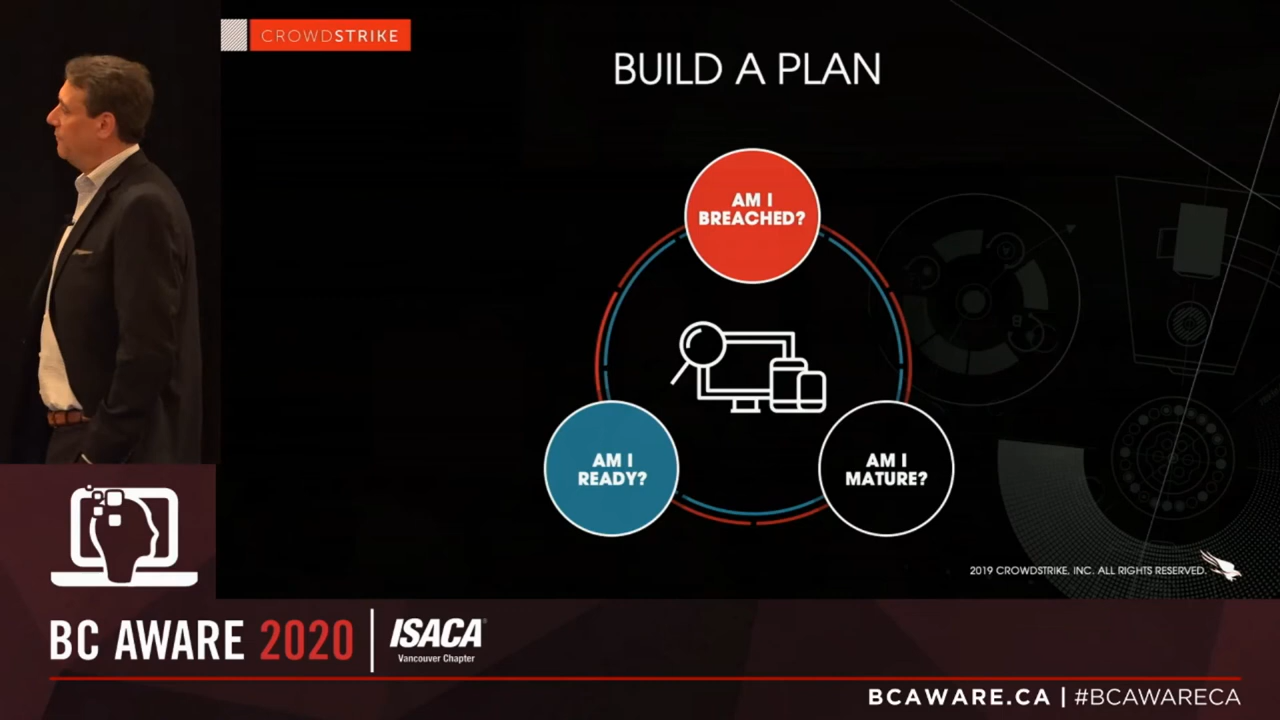 CROWDSTRIKE
BUILD A PLAN
AM I
BREACHED?
AM I
READY?
AM I
MATURE?
2019 CROWDSTRIKE, INC. ALL RIGHTS RESERVED.
BC AWARE 2020
ISACA®
Vancouver Chapter
BCAWARE.CA | #BCAWARECA